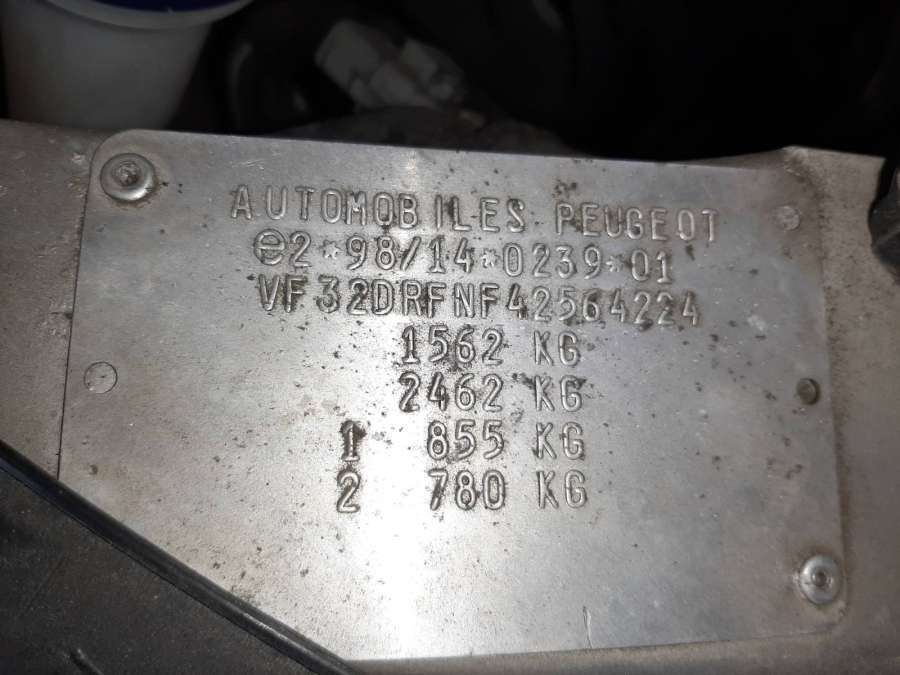 AUTOMOBILES PEUGEOT
e2*98/14*0239*01
VF32DRFNF42564224
1562 KG
2462 KG
1 855 KG
2 780 KG